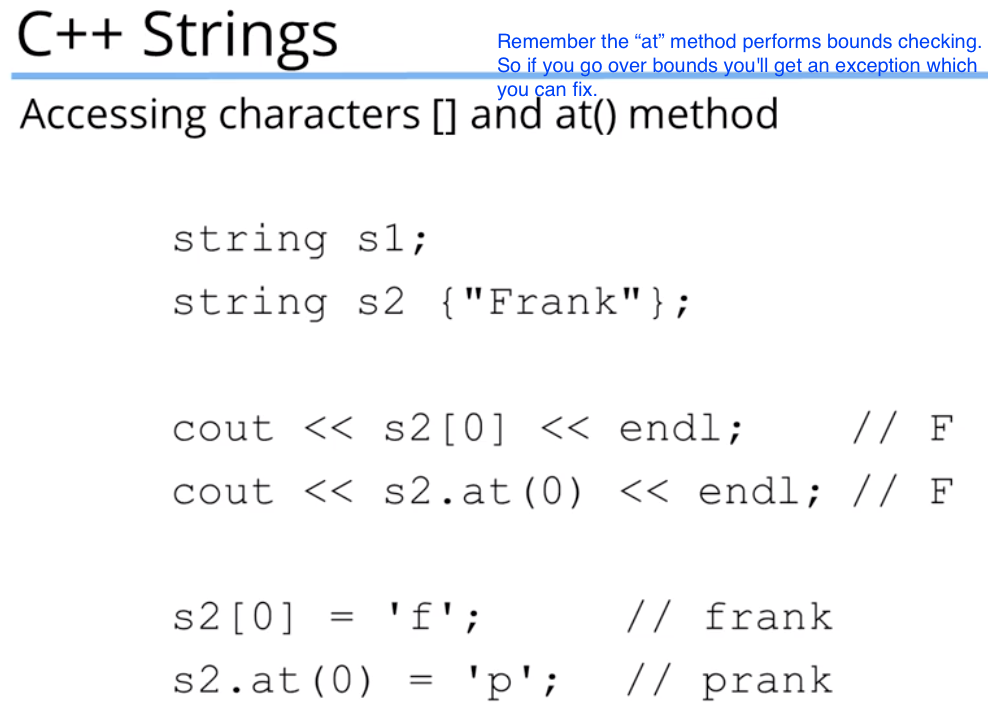 C++ Strings
Remember the “at” method performs bounds checking.
So if you go over bounds you'll get an exception which
you can fix.
Accessing characters [] and at() method
string s1;
string s2 {"Frank"};
cout << s2[0] << endl;    // F
cout << s2.at(0) << endl; // F
s2[0] = 'f';    // frank
s2.at(0) = 'p';  // prank